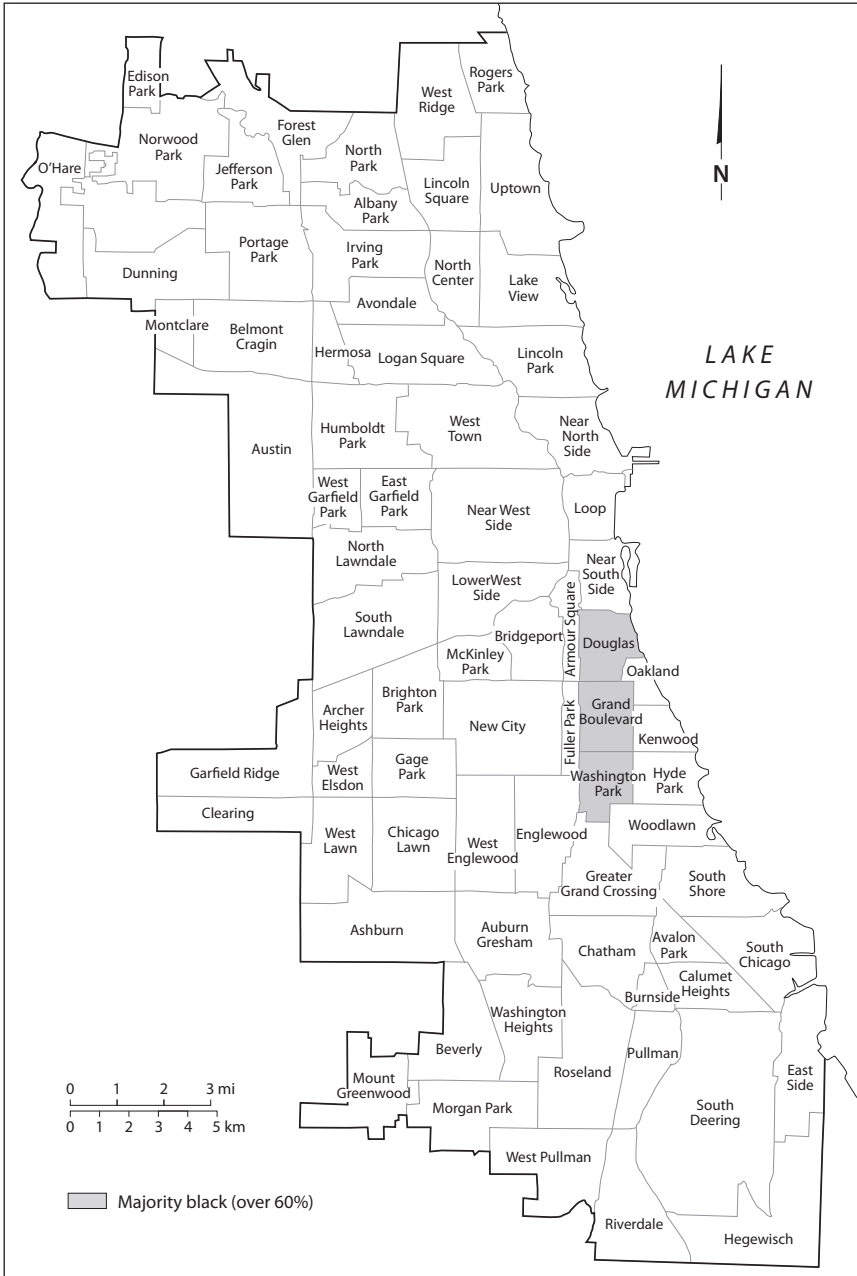 Edison
Park
Rogers
Park
West
Ridge
Forest
Glen
Norwood
Park
North
Park
O'Hare
Jefferson
Park
Lincoln
Square
Uptown
N
Albany
Park
Portage
Park
Irving
Park
North
Center
Dunning
Lake
View
Avondale
Montclare
Belmont
Cragin
Hermosa
Logan Square
Lincoln
Park
LAKE
MICHIGAN
Austin
Humboldt
Park
West
Town
Near
North
Side
West
Garfield
Park
East
Garfield
Park
Near West
Side
Loop
North
Lawndale
Near
South
Side
LowerWest
Side
South
Lawndale
Bridgeport
Armour Square
Douglas
McKinley
Park
Oakland
Archer
Heights
Brighton
Park
New City
Fuller Park
Grand
Boulevard
Kenwood
Garfield Ridge
West
Elsdon
Gage
Park
Washington
Park
Hyde
Park
Clearing
West
Lawn
Chicago
Lawn
West
Englewood
Englewood
Woodlawn
Greater
Grand Crossing
South
Shore
Ashburn
Auburn
Gresham
Chatham
Avalon
Park
South
Chicago
Calumet
Heights
Burnside
Washington
Heights
Beverly
Pullman
Roseland
East
Side
Mount
Greenwood
Morgan Park
South
Deering
West Pullman
Riverdale
Hegewisch
0 1 2 3 mi
0 1 2 3 4 5 km
Majority black (over 60%)